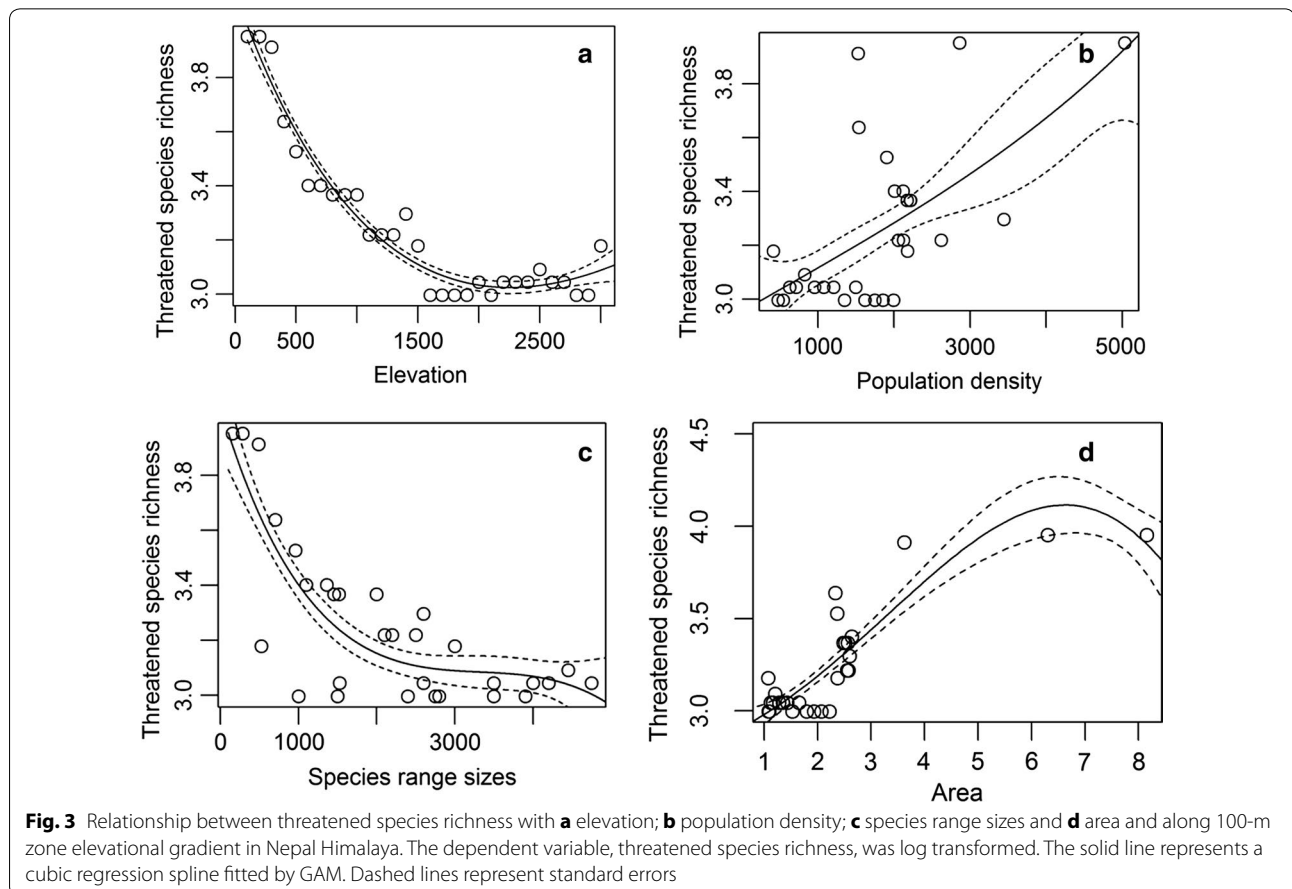 Threatened species richness
3.8
3.4
3.0
a
0 500 1500 2500
Elevation
Threatened species richness
3.8
3.4
3.0
b
1000 3000 5000
Population density
Threatened species richness
3.8
3.4
3.0
c
0 1000 3000
Species range sizes
Threatened species richness
4.5
4.0
3.5
3.0
d
1 2 3 4 5 6 7 8
Area
Fig. 3 Relationship between threatened species richness with a elevation; b population density; c species range sizes and d area and along 100-m
zone elevational gradient in Nepal Himalaya. The dependent variable, threatened species richness, was log transformed. The solid line represents a
cubic regression spline fitted by GAM. Dashed lines represent standard errors